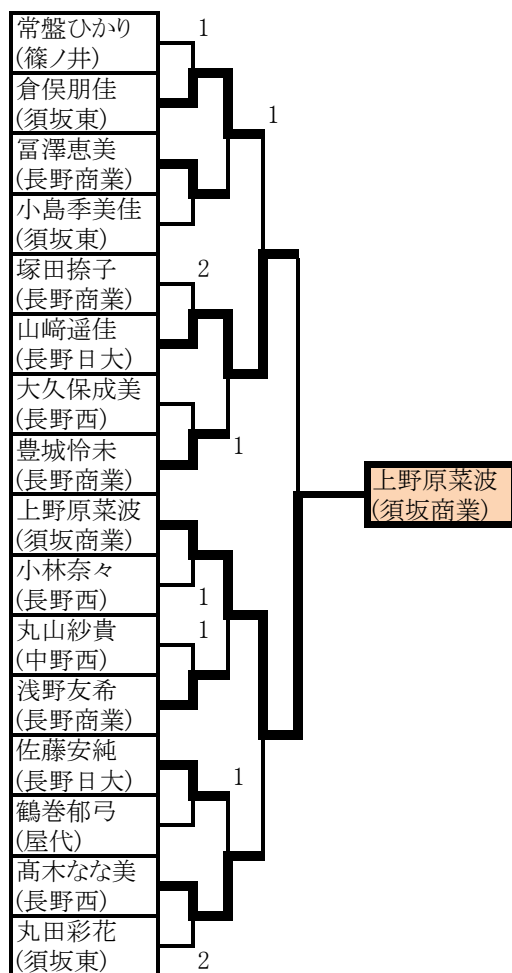 常盤ひかり
(篠ノ井)
1
倉俣朋佳
(須坂東)
1
冨澤恵美
(長野商業)
小島季美佳
(須坂東)
塚田捺子
(長野商業)
2
山﨑遥佳
(長野日大)
大久保成美
(長野西)
豊城怜未
(長野商業)
1
上野原菜波
(須坂商業)
上野原菜波
(須坂商業)
小林奈々
(長野西)
1
丸山紗貴
(中野西)
1
浅野友希
(長野商業)
佐藤安純
(長野日大)
1
鶴巻郁弓
(屋代)
髙木なな美
(長野西)
丸田彩花
(須坂東)
2